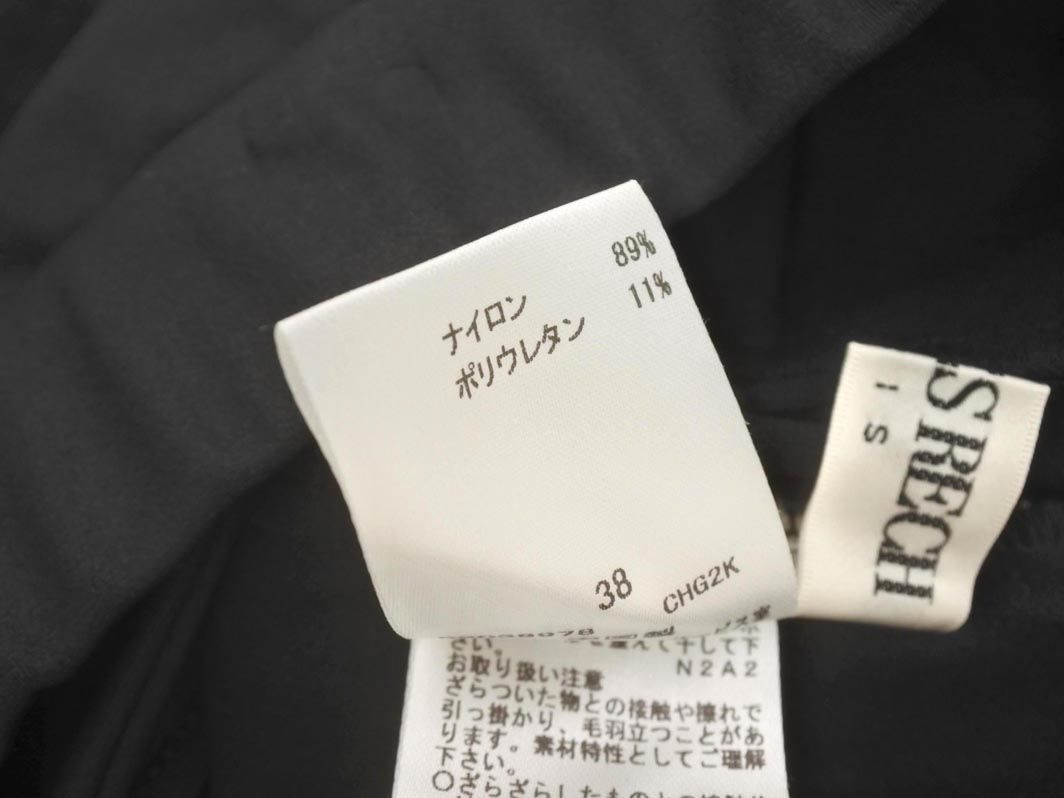 ナイロン 89%
ポリウレタン 11%
38 CHG2K
さい。
N2A2
お取り扱い注意
ざらついた物との接触や擦れで
引っ掛かり、毛羽立つことがあ
ります。素材特性としてご理解
下さい。
S RECH
I S